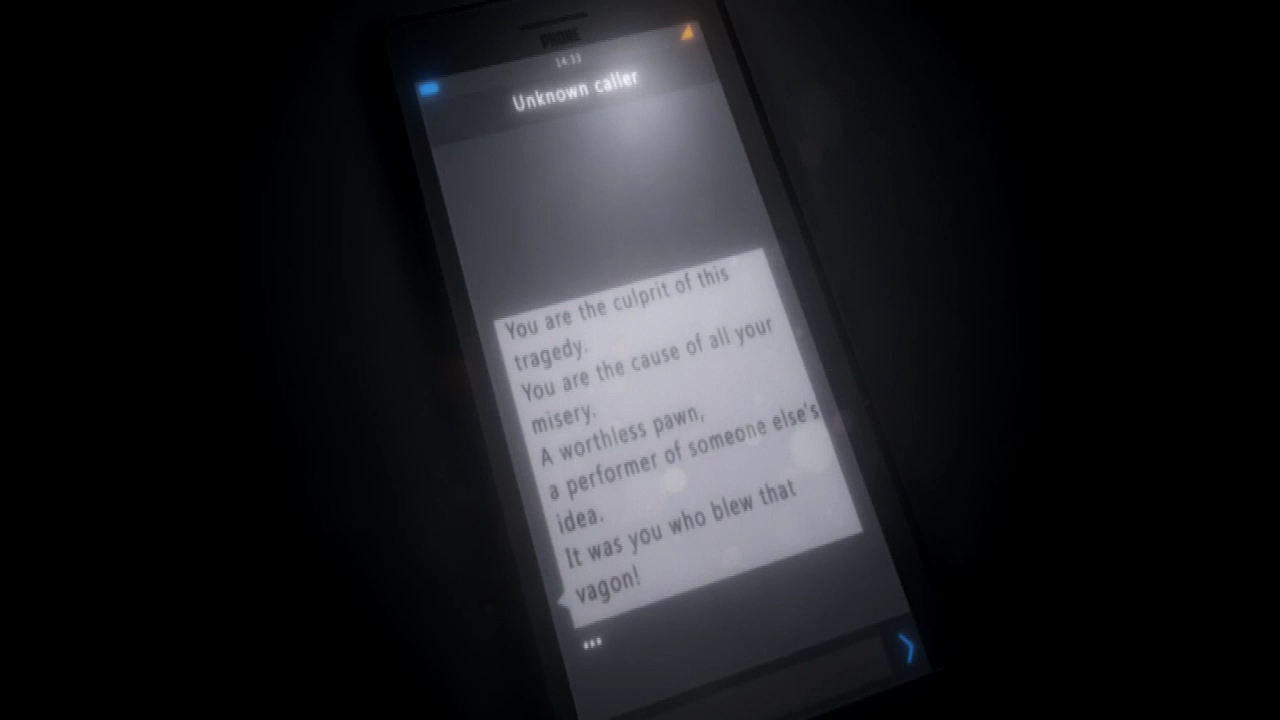 PHONE
14:33
Unknown caller
You are the culprit of this
tragedy.
You are the cause of all your
misery.
A worthless pawn,
a performer of someone else's
idea.
It was you who blew that
vagon!